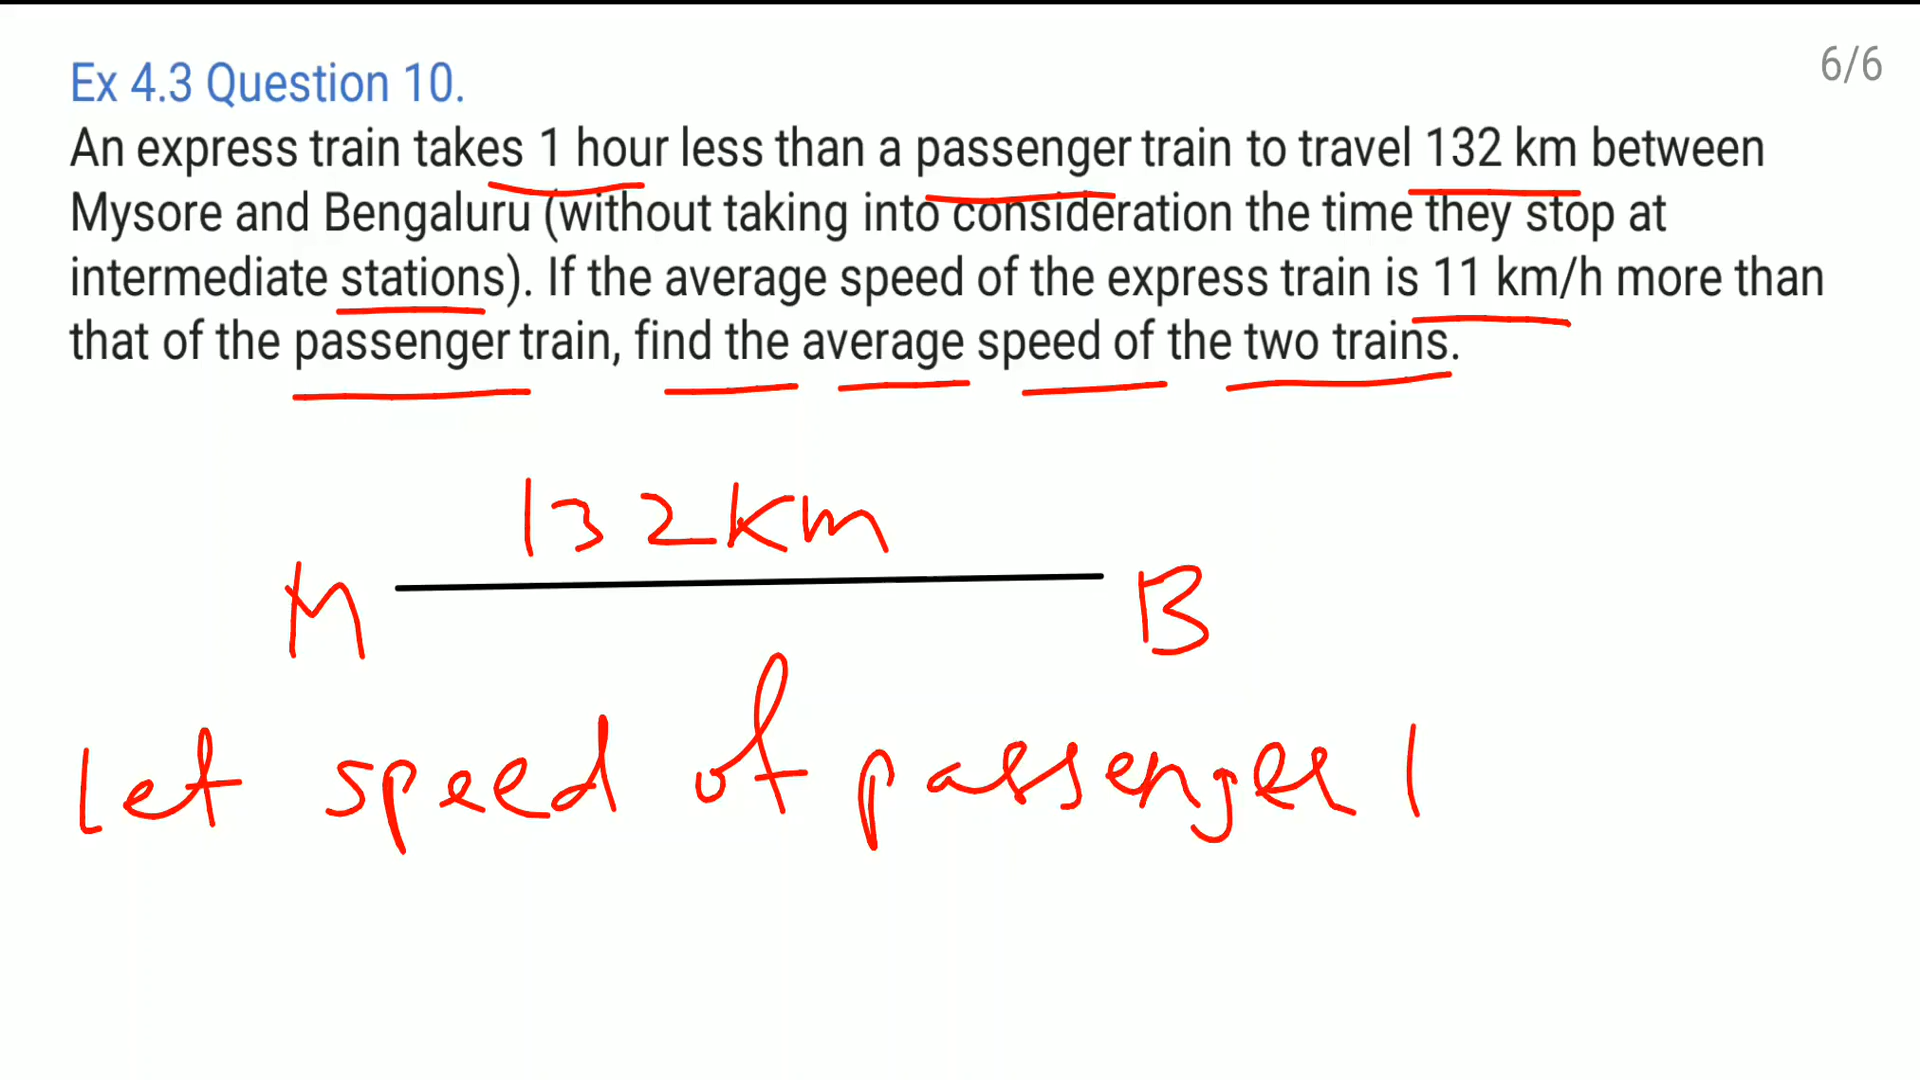 6/6
Ex 4.3 Question 10.
An express train takes 1 hour less than a passenger train to travel 132 km between
Mysore and Bengaluru (without taking into consideration the time they stop at
intermediate stations). If the average speed of the express train is 11 km/h more than
that of the passenger train, find the average speed of the two trains.
132km
M B
Let speed of passenger